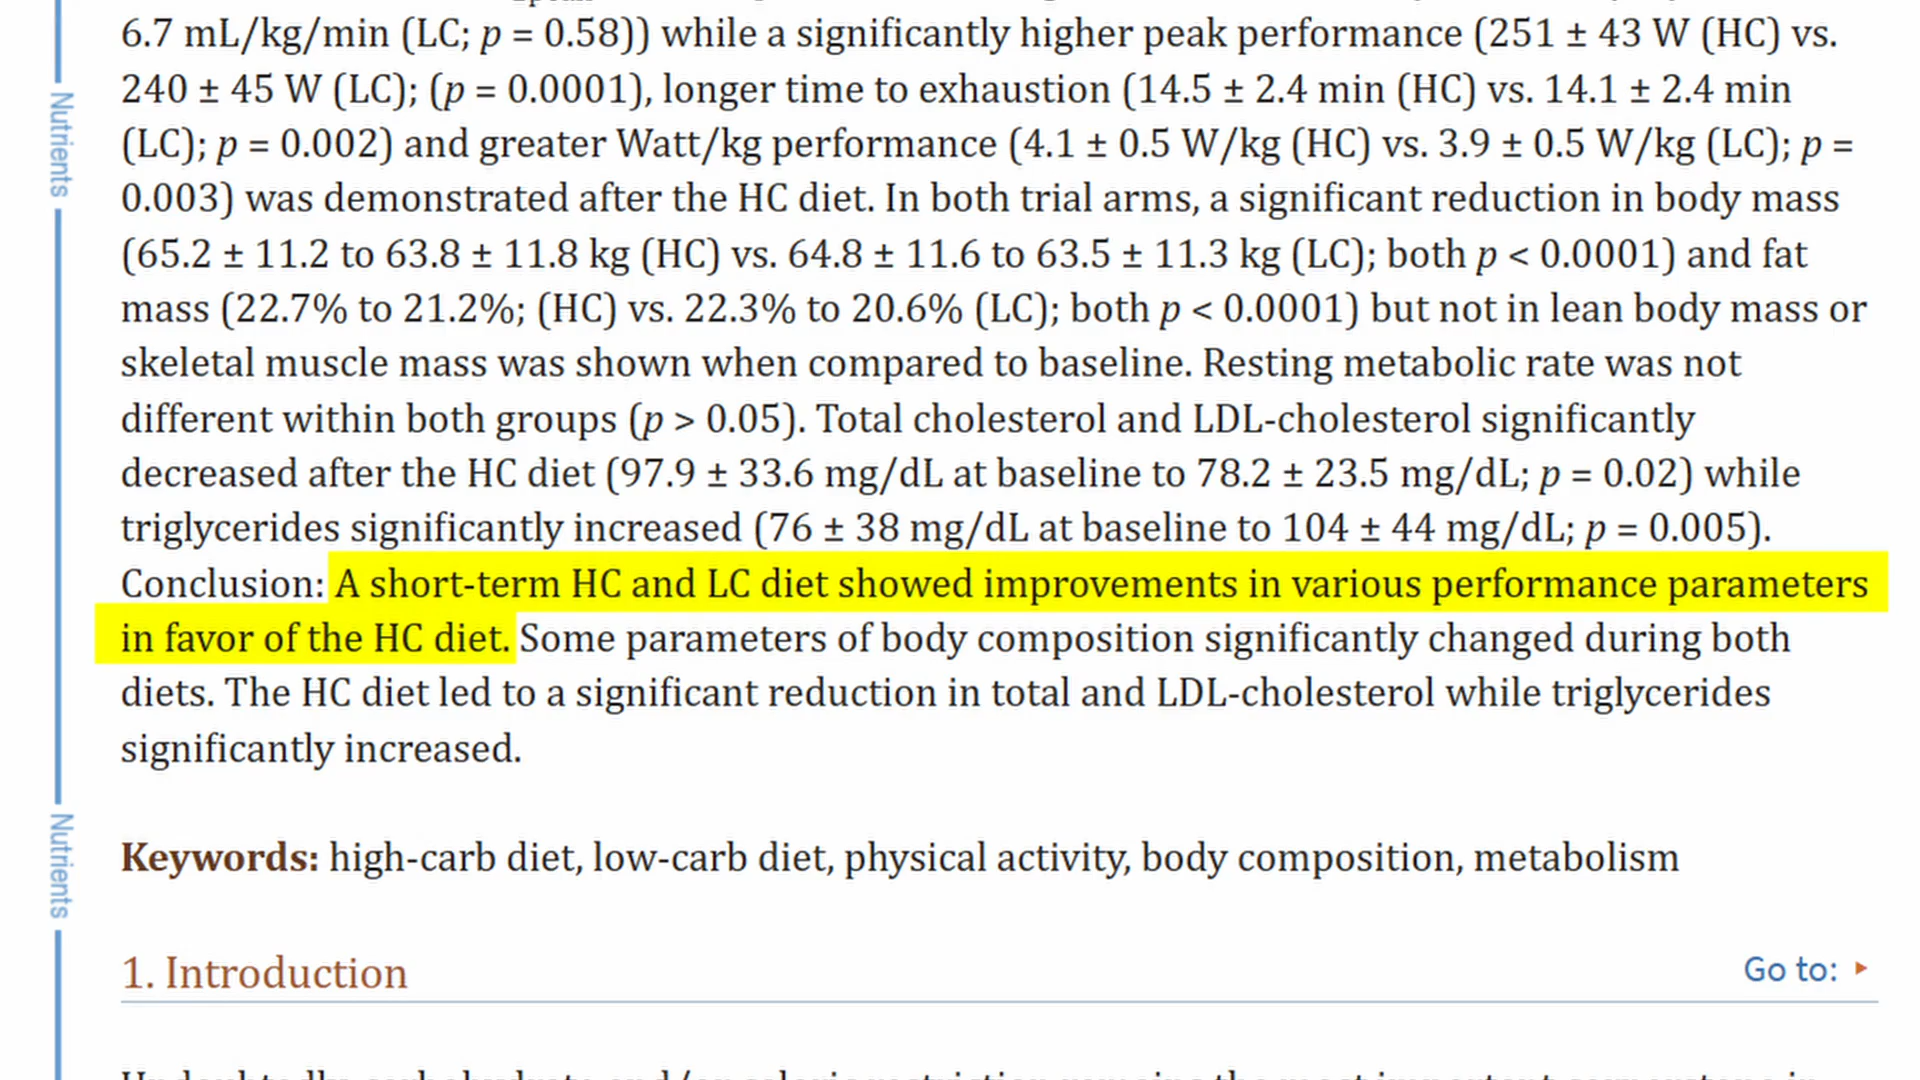 6.7 mL/kg/min (LC; p = 0.58)) while a significantly higher peak performance (251 ± 43 W (HC) vs.
240 ± 45 W (LC); (p = 0.0001), longer time to exhaustion (14.5 ± 2.4 min (HC) vs. 14.1 ± 2.4 min
(LC); p = 0.002) and greater Watt/kg performance (4.1 ± 0.5 W/kg (HC) vs. 3.9 ± 0.5 W/kg (LC); p =
0.003) was demonstrated after the HC diet. In both trial arms, a significant reduction in body mass
(65.2 ± 11.2 to 63.8 ± 11.8 kg (HC) vs. 64.8 ± 11.6 to 63.5 ± 11.3 kg (LC); both p < 0.0001) and fat
mass (22.7% to 21.2%; (HC) vs. 22.3% to 20.6% (LC); both p < 0.0001) but not in lean body mass or
skeletal muscle mass was shown when compared to baseline. Resting metabolic rate was not
different within both groups (p > 0.05). Total cholesterol and LDL-cholesterol significantly
decreased after the HC diet (97.9 ± 33.6 mg/dL at baseline to 78.2 ± 23.5 mg/dL; p = 0.02) while
triglycerides significantly increased (76 ± 38 mg/dL at baseline to 104 ± 44 mg/dL; p = 0.005).
Conclusion: A short-term HC and LC diet showed improvements in various performance parameters
in favor of the HC diet. Some parameters of body composition significantly changed during both
diets. The HC diet led to a significant reduction in total and LDL-cholesterol while triglycerides
significantly increased.
Keywords: high-carb diet, low-carb diet, physical activity, body composition, metabolism
1. Introduction
Go to:
Nutrients
Nutrients